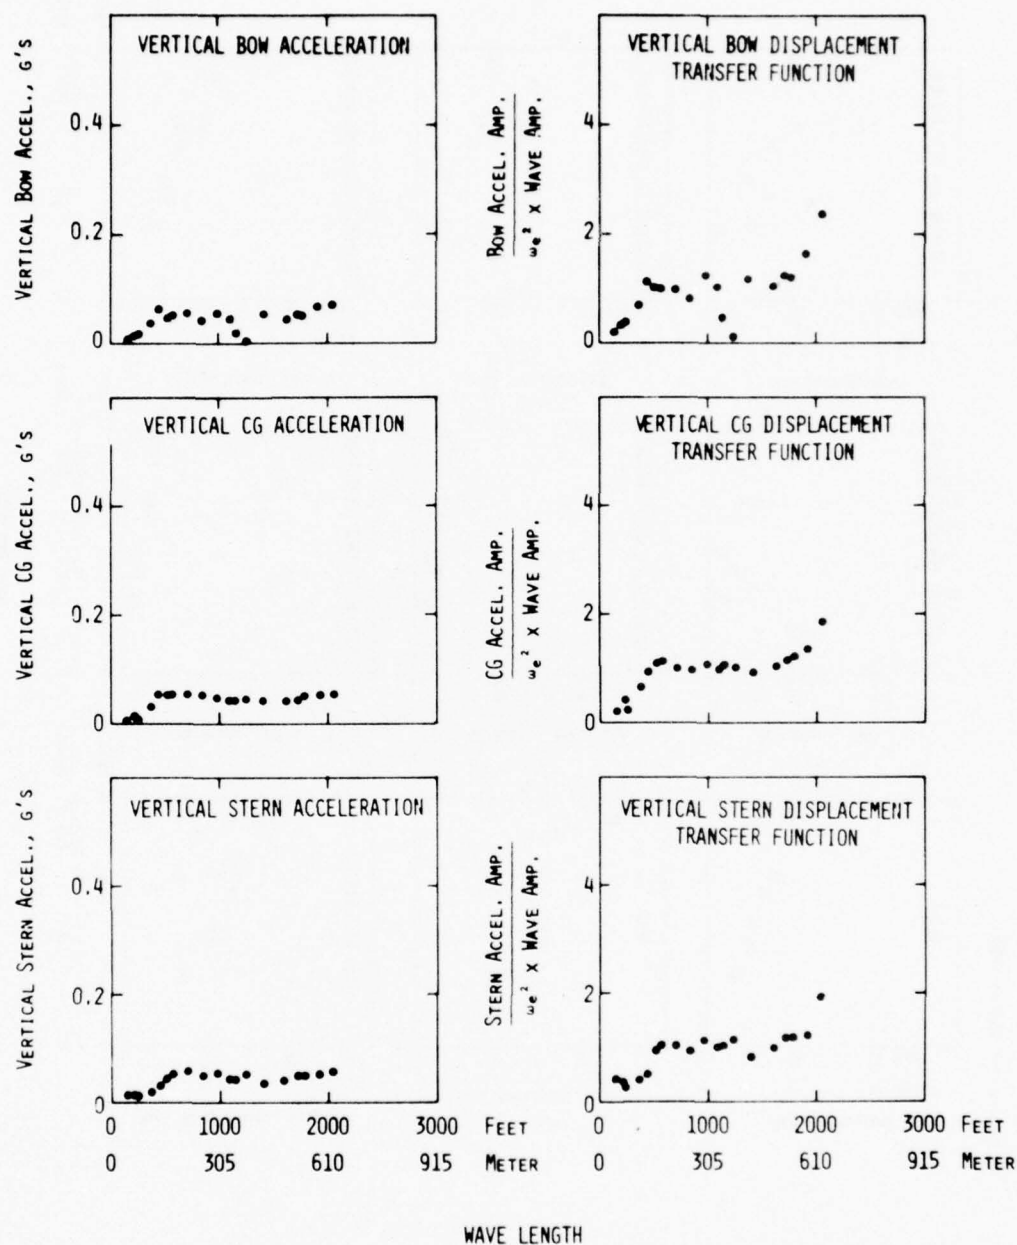 VERTICAL BOW ACCELERATION
VERTICAL BOW ACCEL., G'S
0.4
0.2
0
VERTICAL BOW DISPLACEMENT
TRANSFER FUNCTION
BOW ACCEL. AMP.
ωe² X WAVE AMP.
4
2
0
VERTICAL CG ACCELERATION
VERTICAL CG ACCEL., G'S
0.4
0.2
0
VERTICAL CG DISPLACEMENT
TRANSFER FUNCTION
CG ACCEL. AMP.
ωe² X WAVE AMP.
4
2
0
VERTICAL STERN ACCELERATION
VERTICAL STERN ACCEL., G'S
0.4
0.2
0
VERTICAL STERN DISPLACEMENT
TRANSFER FUNCTION
STERN ACCEL. AMP.
ωe² X WAVE AMP.
4
2
0
0 1000 2000 3000 FEET
0 305 610 915 METER
0 1000 2000 3000 FEET
0 305 610 915 METER
WAVE LENGTH